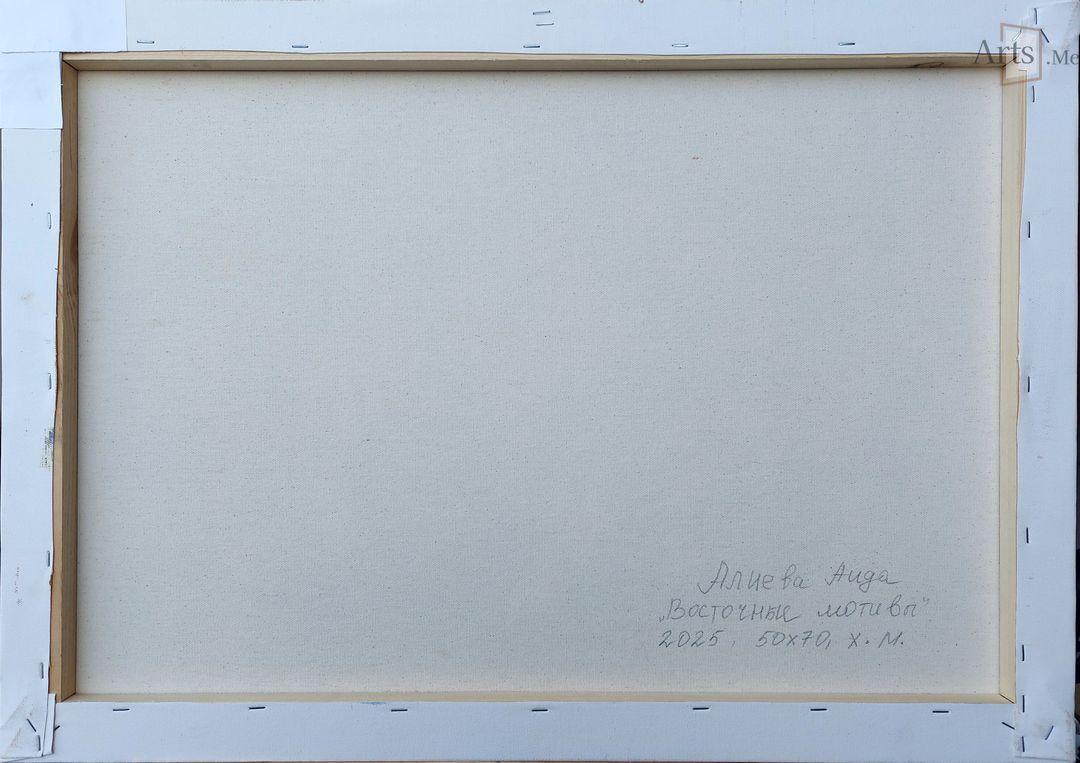 Arts.Me
Алиева Аида
„Восточные мотивы"
2025, 50x70, х.м.